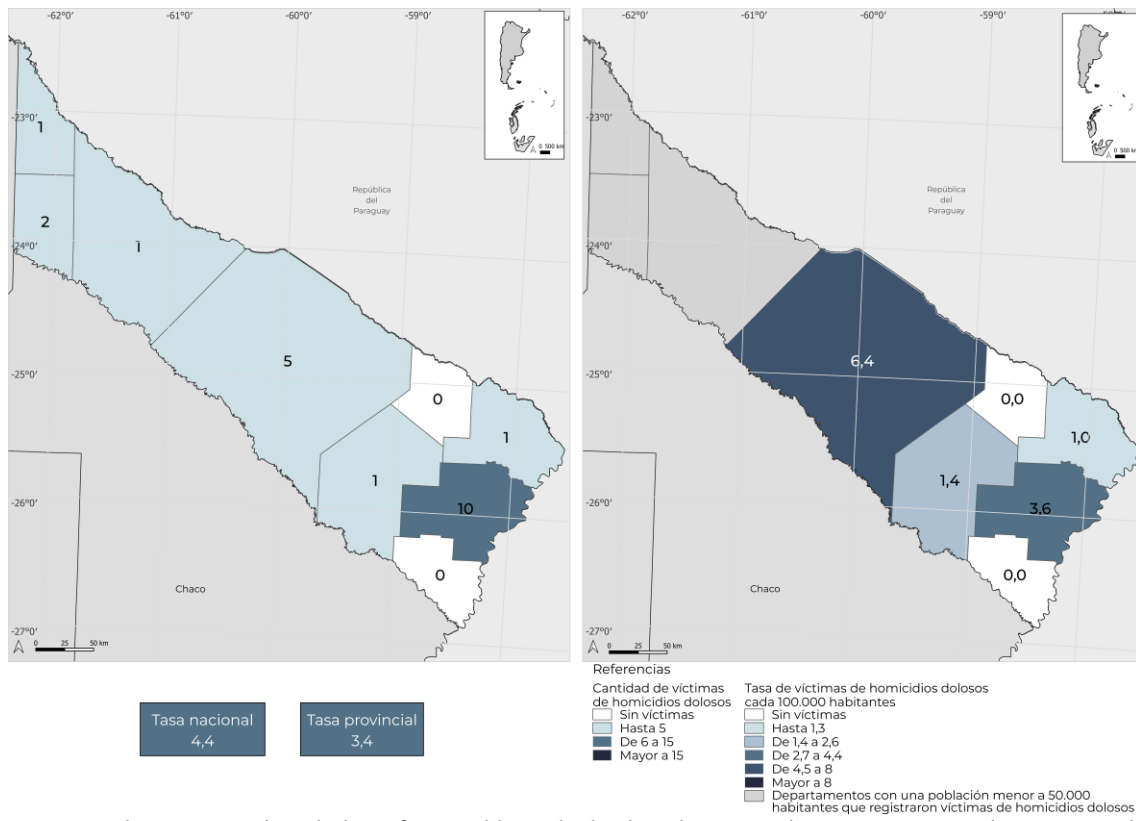 -62°0'
-61°0'
-60°0'
-59°0'
-23°0'
1
0 500 km
República
del
Paraguay
2
-24°0'
1
5
-25°0'
0
1
1
10
-26°0'
0
Chaco
-27°0'
0 25 50 km
-62°0'
-61°0'
-60°0'
-59°0'
-23°0'
0 500 km
República
del
Paraguay
-24°0'
6,4
-25°0'
0,0
1,0
1,4
3,6
-26°0'
0,0
Chaco
-27°0'
0 25 50 km
Tasa nacional
4,4
Tasa provincial
3,4
Referencias
Cantidad de víctimas
de homicidios dolosos
Sin víctimas
Hasta 5
De 6 a 15
Mayor a 15
Tasa de víctimas de homicidios dolosos
cada 100.000 habitantes
Sin víctimas
Hasta 1,3
De 1,4 a 2,6
De 2,7 a 4,4
De 4,5 a 8
Mayor a 8
Departamentos con una población menor a 50.000
habitantes que registraron víctimas de homicidios dolosos